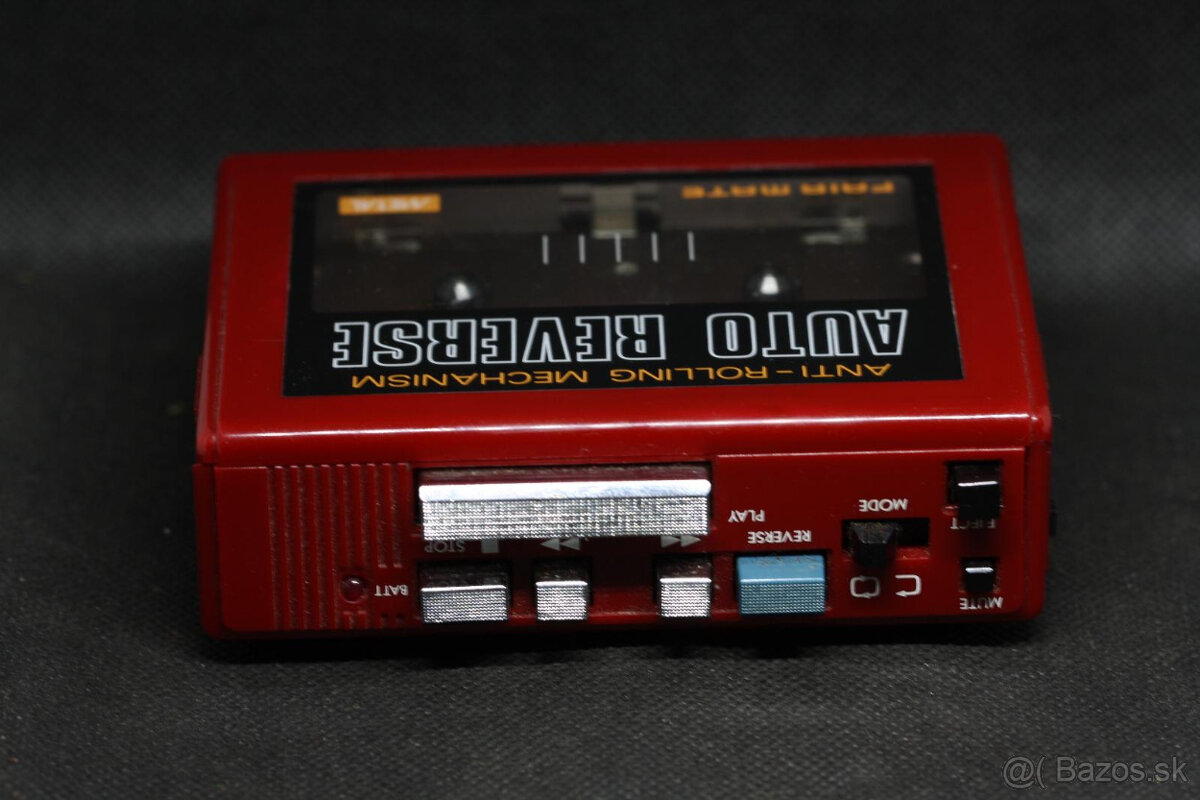 ANTI-ROLLING MECHANISM
AUTO REVERSE
FAIR MATE
METAL
EJECT
MUTE
MODE
PLAY
REVERSE
STOP
BATT
@( Bazos.sk